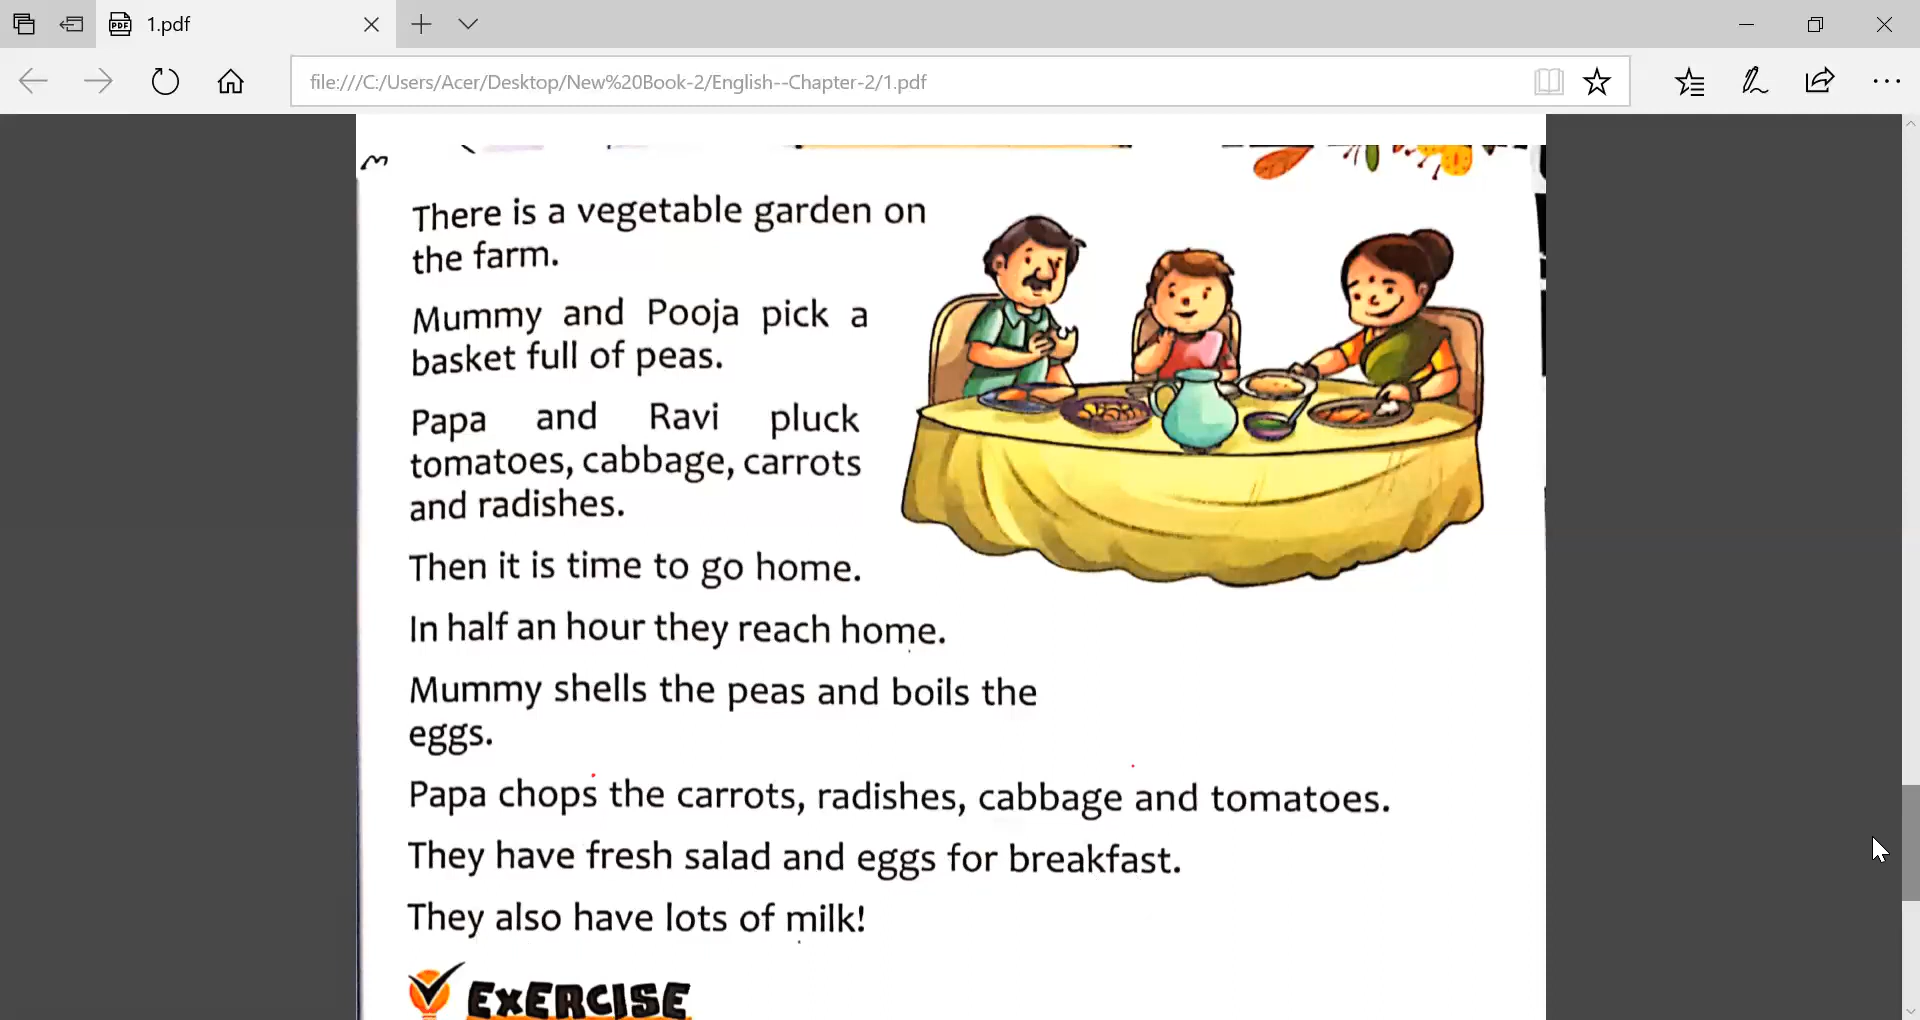 1.pdf
file:///C:/Users/Acer/Desktop/New%20Book-2/English--Chapter-2/1.pdf
There is a vegetable garden on
the farm.
Mummy and Pooja pick a
basket full of peas.
Papa and Ravi pluck
tomatoes, cabbage, carrots
and radishes.
Then it is time to go home.
In half an hour they reach home.
Mummy shells the peas and boils the
eggs.
Papa chops the carrots, radishes, cabbage and tomatoes.
They have fresh salad and eggs for breakfast.
They also have lots of milk!
EXERCISE